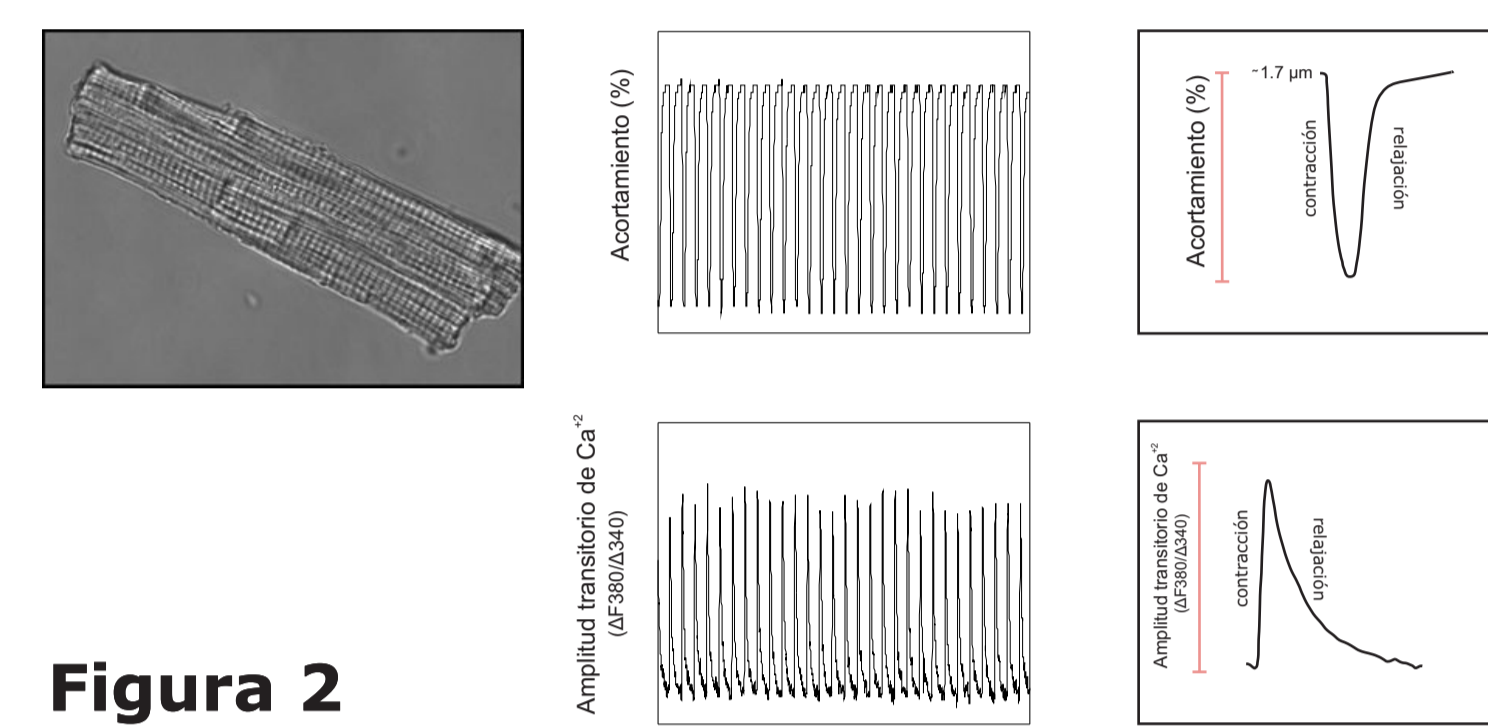 Acortamiento (%)
Acortamiento (%)
~1.7 µm
contracción
relajación
Amplitud transitorio de Ca⁺²
(ΔF380/Δ340)
Amplitud transitorio de Ca⁺²
(ΔF380/Δ340)
contracción
relajación
Figura 2